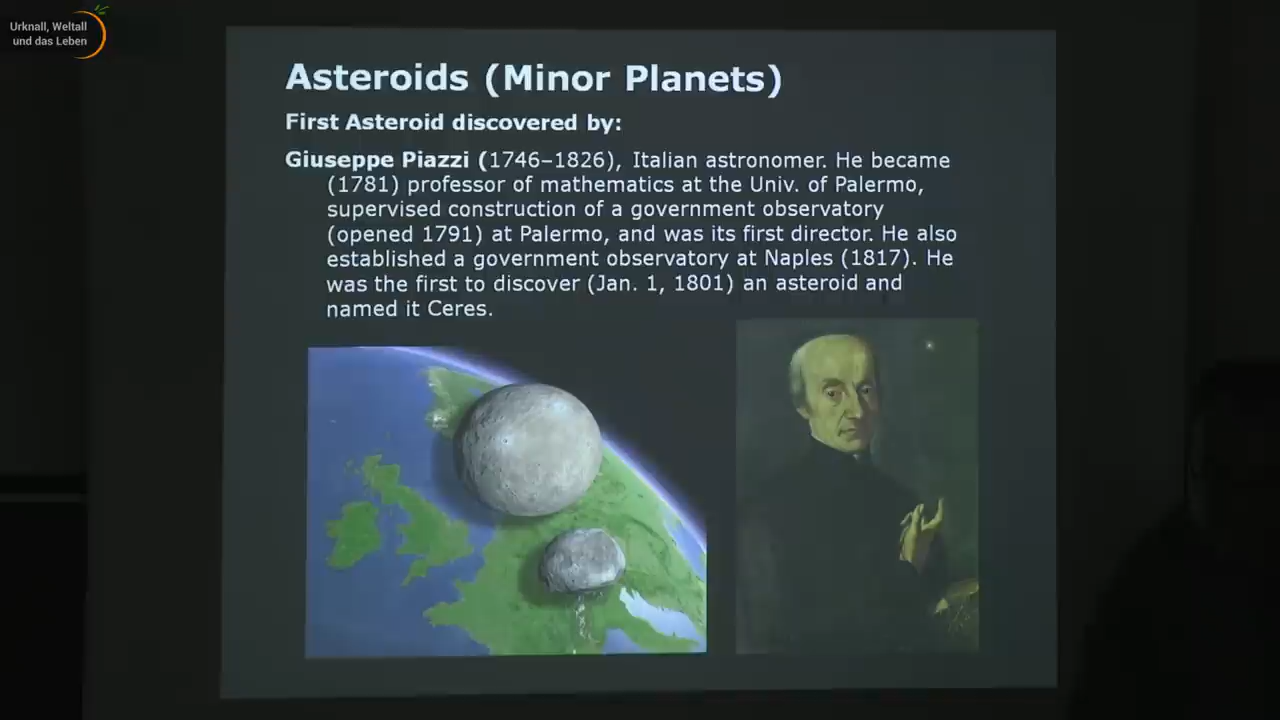 Urknall, Weltall
und das Leben
Asteroids (Minor Planets)
First Asteroid discovered by:
Giuseppe Piazzi (1746–1826), Italian astronomer. He became
(1781) professor of mathematics at the Univ. of Palermo,
supervised construction of a government observatory
(opened 1791) at Palermo, and was its first director. He also
established a government observatory at Naples (1817). He
was the first to discover (Jan. 1, 1801) an asteroid and
named it Ceres.